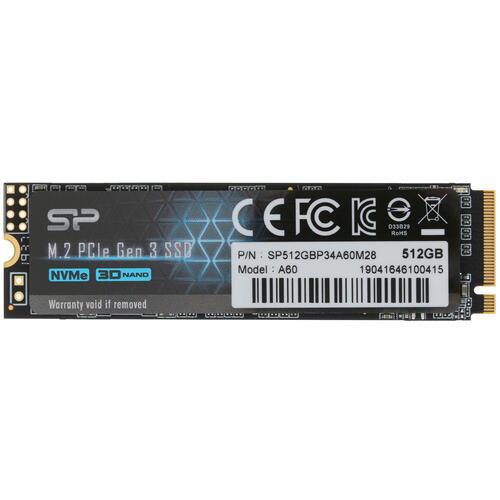 SP
M.2 PCIe Gen 3 SSD
NVMe 3D NAND
Warranty void if removed
CE FC
D33B29
RoHS
P/N : SP512GBP34A60M28 512GB
Model : A60 19041646100415